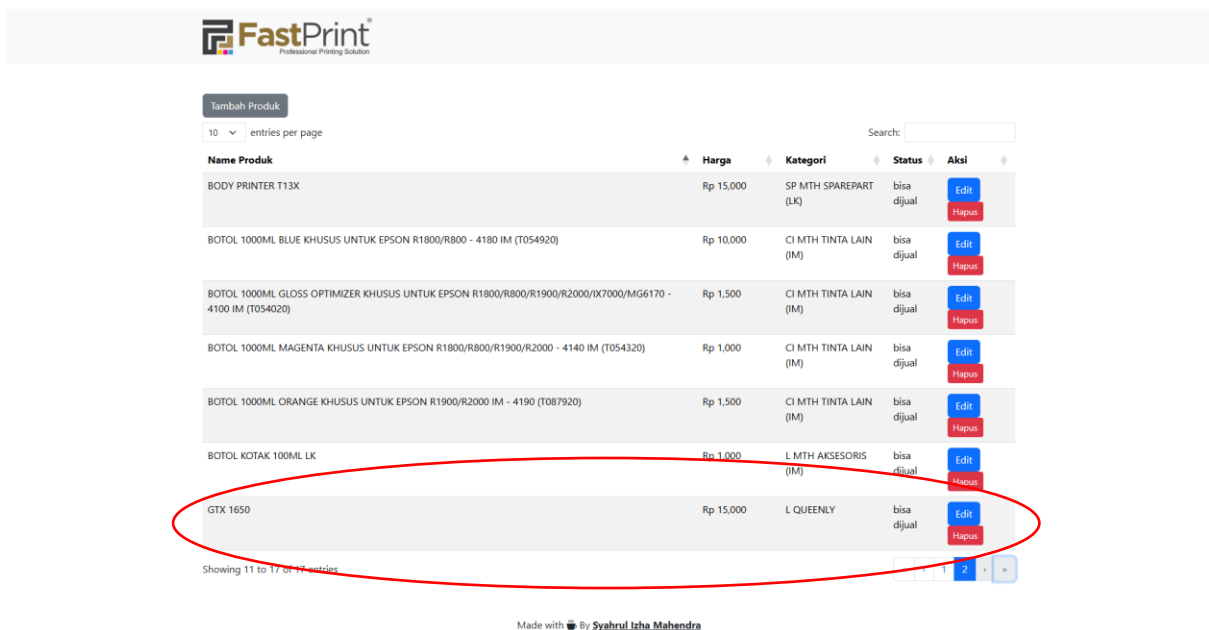 FastPrint®
Professional Printing Solution
Tambah Produk
10 entries per page Search:
Name Produk Harga Kategori Status Aksi
BODY PRINTER T13X Rp 15,000 SP MTH SPAREPART bisa Edit
(LK) dijual Hapus
BOTOL 1000ML BLUE KHUSUS UNTUK EPSON R1800/R800 - 4180 IM (T054920) Rp 10,000 CI MTH TINTA LAIN bisa Edit
(IM) dijual Hapus
BOTOL 1000ML GLOSS OPTIMIZER KHUSUS UNTUK EPSON R1800/R800/R1900/R2000/IX7000/MG6170 - Rp 1,500 CI MTH TINTA LAIN bisa Edit
4100 IM (T054020) (IM) dijual Hapus
BOTOL 1000ML MAGENTA KHUSUS UNTUK EPSON R1800/R800/R1900/R2000 - 4140 IM (T054320) Rp 1,000 CI MTH TINTA LAIN bisa Edit
(IM) dijual Hapus
BOTOL 1000ML ORANGE KHUSUS UNTUK EPSON R1900/R2000 IM - 4190 (T087920) Rp 1,500 CI MTH TINTA LAIN bisa Edit
(IM) dijual Hapus
BOTOL KOTAK 100ML LK Rp 1,000 L MTH AKSESORIS bisa Edit
(IM) dijual Hapus
GTX 1650 Rp 15,000 L QUEENLY bisa Edit
dijual Hapus
Showing 11 to 17 of 17 entries « ‹ 1 2 › »
Made with ☕ By Syahrul Izha Mahendra